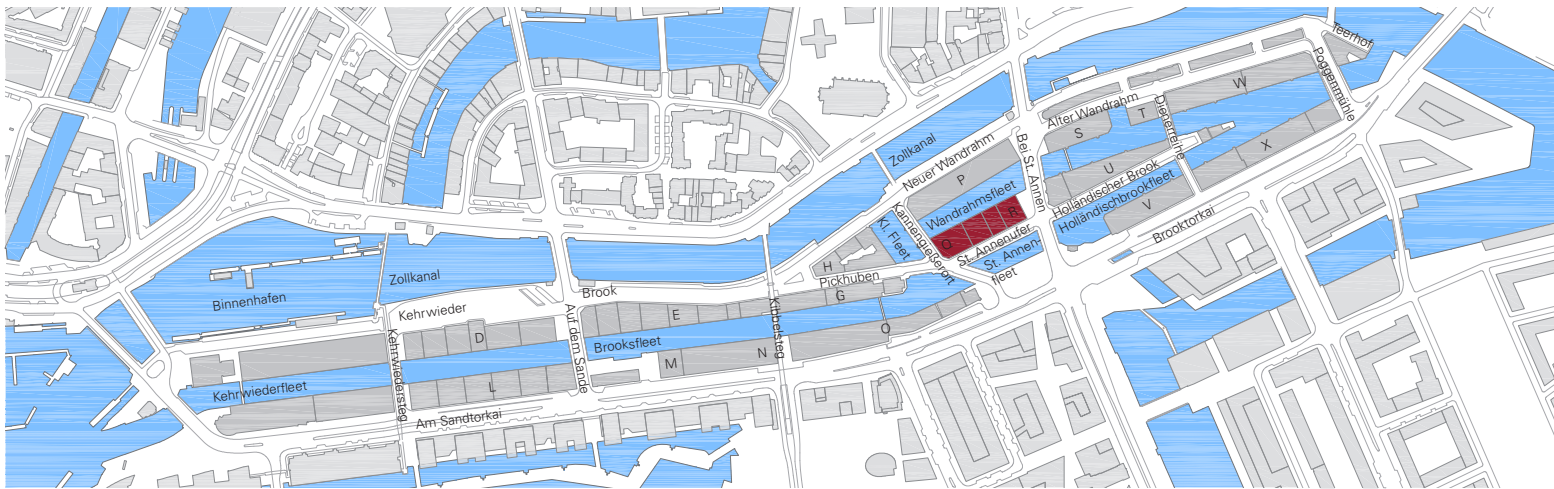 Teerhof
Poggenmühle
W
Alter Wandrahm
Dienerreihe
T
S
Zollkanal
Neuer Wandrahm
Bei St. Annen
X
U
P
Holländischer Brook
Holländischbrookfleet
V
Wandrahmsfleet
R
Kannengießerort
Kl. Fleet
Q
St. Annenufer
St. Annen-
fleet
Brooktorkai
H
Pickhuben
G
Zollkanal
Binnenhafen
Brook
Kehrwieder
Auf dem Sande
E
Kibbelsteg
O
D
Brooksfleet
M
N
Kehrwiedersteg
L
Kehrwiederfleet
Am Sandtorkai